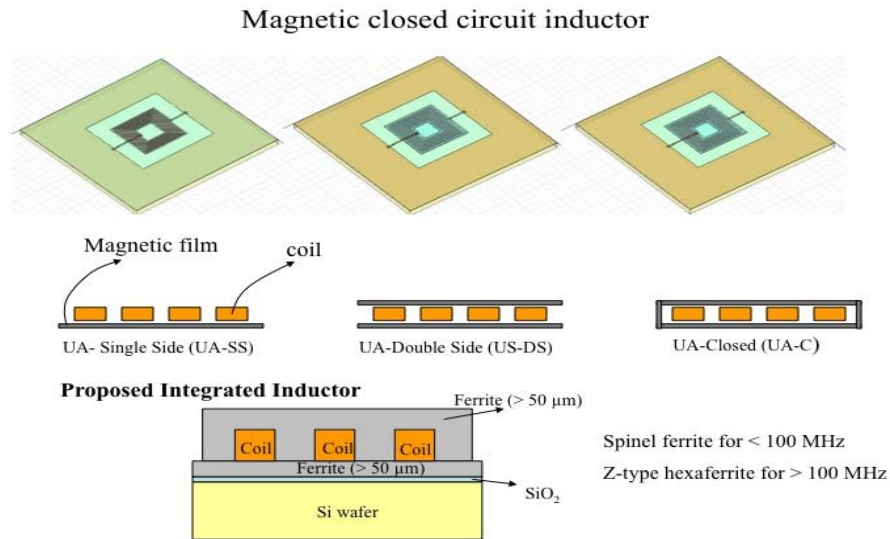 Magnetic closed circuit inductor
Magnetic film
coil
UA- Single Side (UA-SS)
UA-Double Side (US-DS)
UA-Closed (UA-C)
Proposed Integrated Inductor
Ferrite (> 50 μm)
Coil
Coil
Coil
Ferrite (> 50 μm)
SiO₂
Si wafer
Spinel ferrite for < 100 MHz
Z-type hexaferrite for > 100 MHz